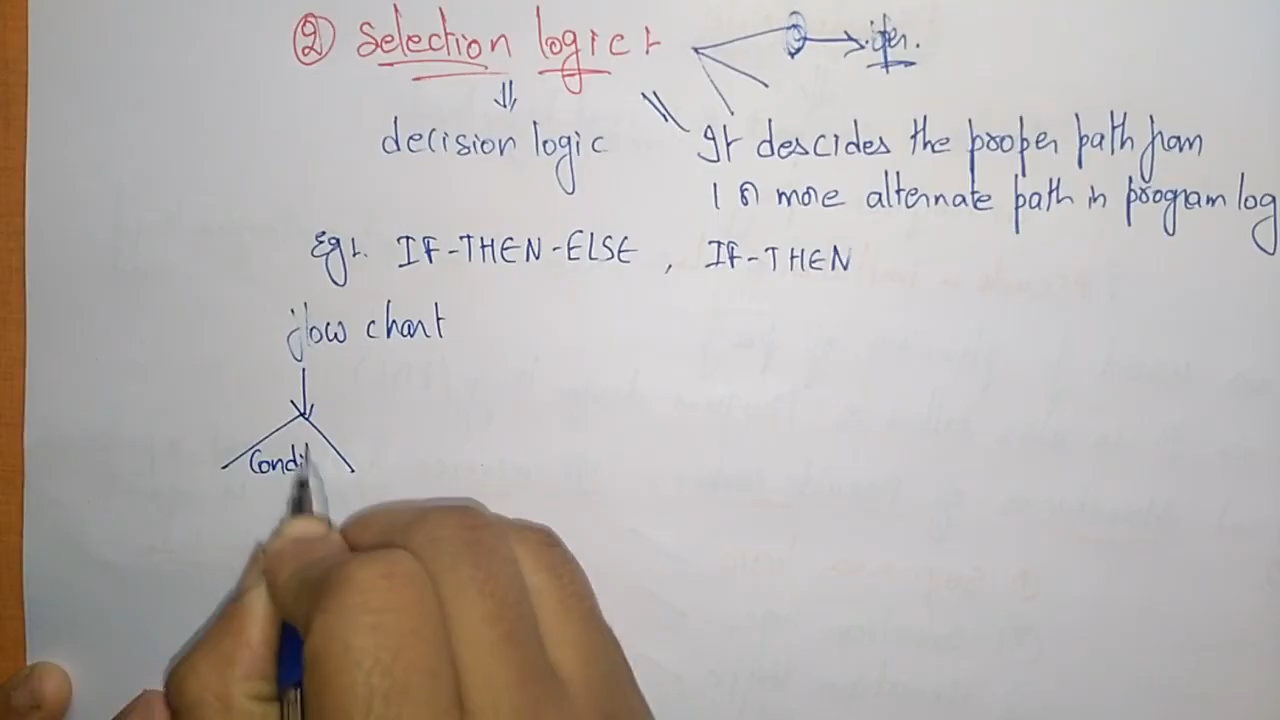 ② Selection logic :-
decision logic
It descides the proper path from
1 or more alternate path in program log
Eg:- IF-THEN-ELSE , IF-THEN
flow chart
Condi